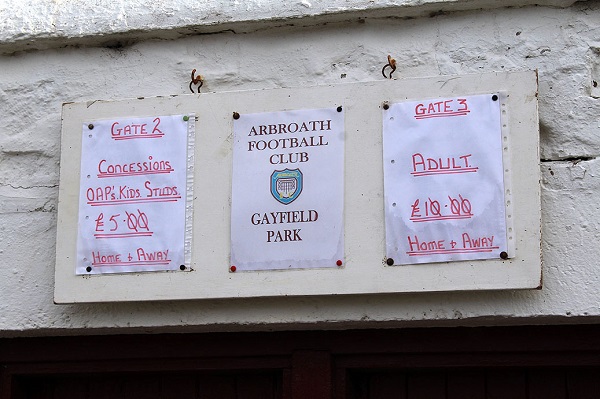 GATE 2
CONCESSIONS
OAP'S. KIDS. STUDS.
£5.00
HOME + AWAY
ARBROATH
FOOTBALL
CLUB
GAYFIELD
PARK
GATE 3
ADULT.
£10.00
HOME + AWAY